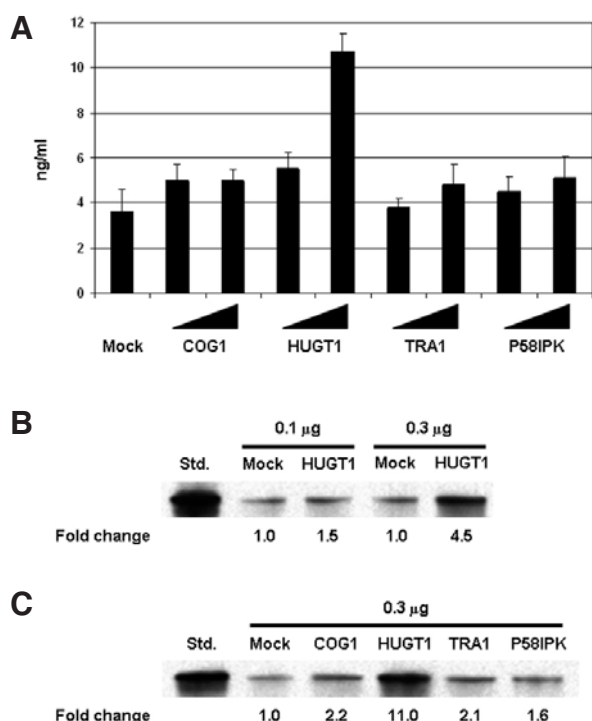 A
12
10
8
6
4
2
0
ng/ml
Mock COG1 HUGT1 TRA1 P58IPK
B
0.1 µg 0.3 µg
Std. Mock HUGT1 Mock HUGT1
Fold change 1.0 1.5 1.0 4.5
C
0.3 µg
Std. Mock COG1 HUGT1 TRA1 P58IPK
Fold change 1.0 2.2 11.0 2.1 1.6